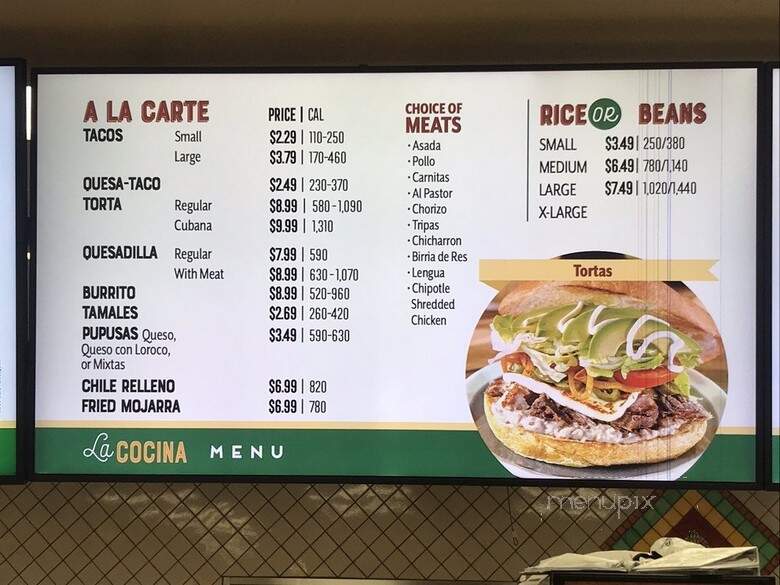 A LA CARTE PRICE | CAL
TACOS Small $2.29 | 110-250
Large $3.79 | 170-460
QUESA-TACO $2.49 | 230-370
TORTA Regular $8.99 | 580-1,090
Cubana $9.99 | 1,310
QUESADILLA Regular $7.99 | 590
With Meat $8.99 | 630-1,070
BURRITO $8.99 | 520-960
TAMALES $2.69 | 260-420
PUPUSAS Queso, $3.49 | 590-630
Queso con Loroco,
or Mixtas
CHILE RELLENO $6.99 | 820
FRIED MOJARRA $6.99 | 780
CHOICE OF
MEATS
· Asada
· Pollo
· Carnitas
· Al Pastor
· Chorizo
· Tripas
· Chicharron
· Birria de Res
· Lengua
· Chipotle
Shredded
Chicken
RICE OR BEANS
SMALL $3.49 | 250/380
MEDIUM $6.49 | 780/1,140
LARGE $7.49 | 1,020/1,440
X-LARGE
Tortas
La COCINA MENU
menupix